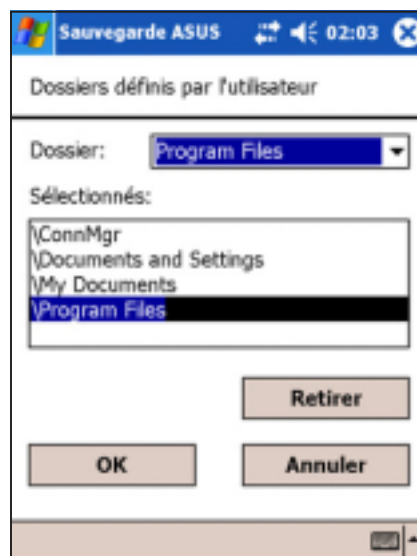 Sauvegarde ASUS 02:03
Dossiers définis par l'utilisateur
Dossier: Program Files
Sélectionnés:
\ConnMgr
\Documents and Settings
\My Documents
\Program Files
Retirer
OK Annuler